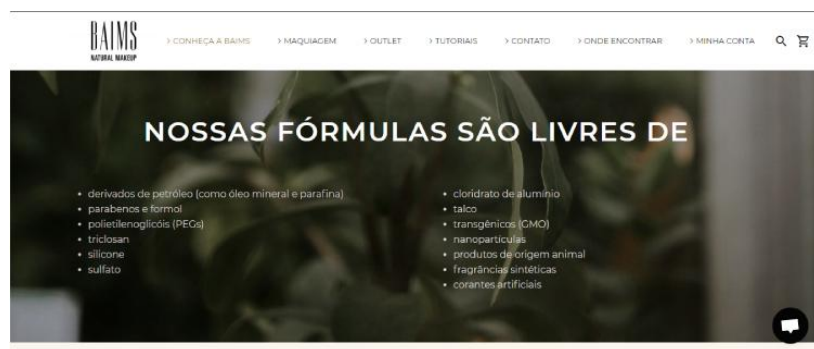 BAIMS
NATURAL MAKEUP
> CONHEÇA A BAIMS > MAQUIAGEM > OUTLET > TUTORIAIS > CONTATO > ONDE ENCONTRAR > MINHA CONTA
NOSSAS FÓRMULAS SÃO LIVRES DE
• derivados de petróleo (como óleo mineral e parafina)
• parabenos e formol
• polietilenoglicóis (PEGs)
• triclosan
• silicone
• sulfato
• cloridrato de alumínio
• talco
• transgênicos (GMO)
• nanopartículas
• produtos de origem animal
• fragrâncias sintéticas
• corantes artificiais